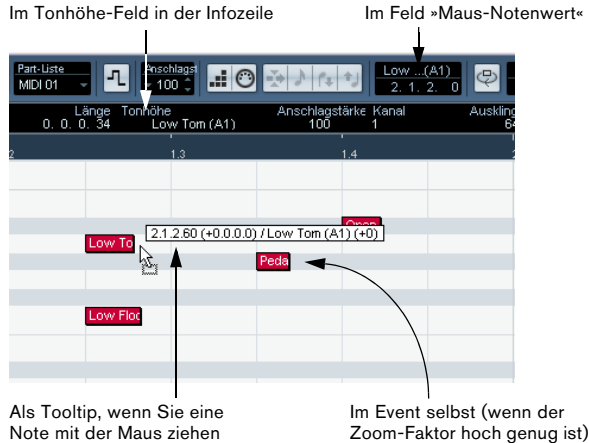 Im Tonhöhe-Feld in der Infozeile
Im Feld »Maus-Notenwert«
Part-Liste
Anschlagst
Low ...(A1)
MIDI 01
100
2. 1. 2. 0
Länge Tonhöhe Anschlagstärke Kanal Ausklin
0. 0. 0. 34 Low Tom (A1) 100 1 64
2 1.3 1.4 2
Open
2.1.2.60 (+0.0.0.0) / Low Tom (A1) (+0)
Low To
Peda
Low Floo
Als Tooltip, wenn Sie eine
Note mit der Maus ziehen
Im Event selbst (wenn der
Zoom-Faktor hoch genug ist)